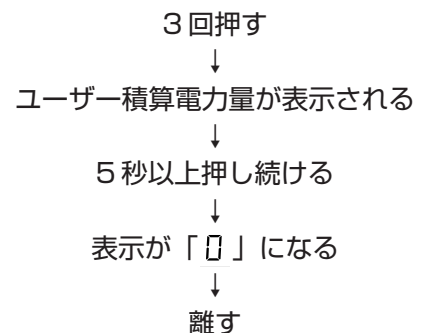 3回押す
↓
ユーザー積算電力量が表示される
↓
5秒以上押し続ける
↓
表示が「0」になる
↓
離す